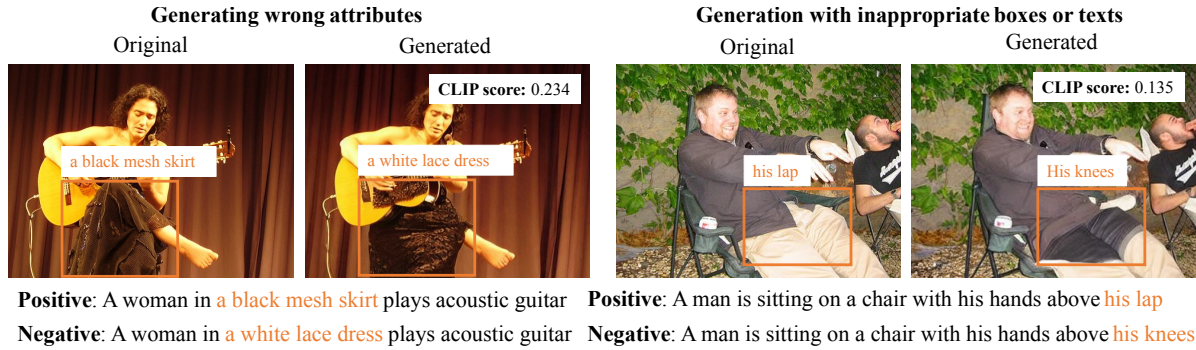 Generating wrong attributes
Original
Generated
CLIP score: 0.234
a black mesh skirt
a white lace dress
Positive: A woman in a black mesh skirt plays acoustic guitar
Negative: A woman in a white lace dress plays acoustic guitar
Generation with inappropriate boxes or texts
Original
Generated
CLIP score: 0.135
his lap
His knees
Positive: A man is sitting on a chair with his hands above his lap
Negative: A man is sitting on a chair with his hands above his knees